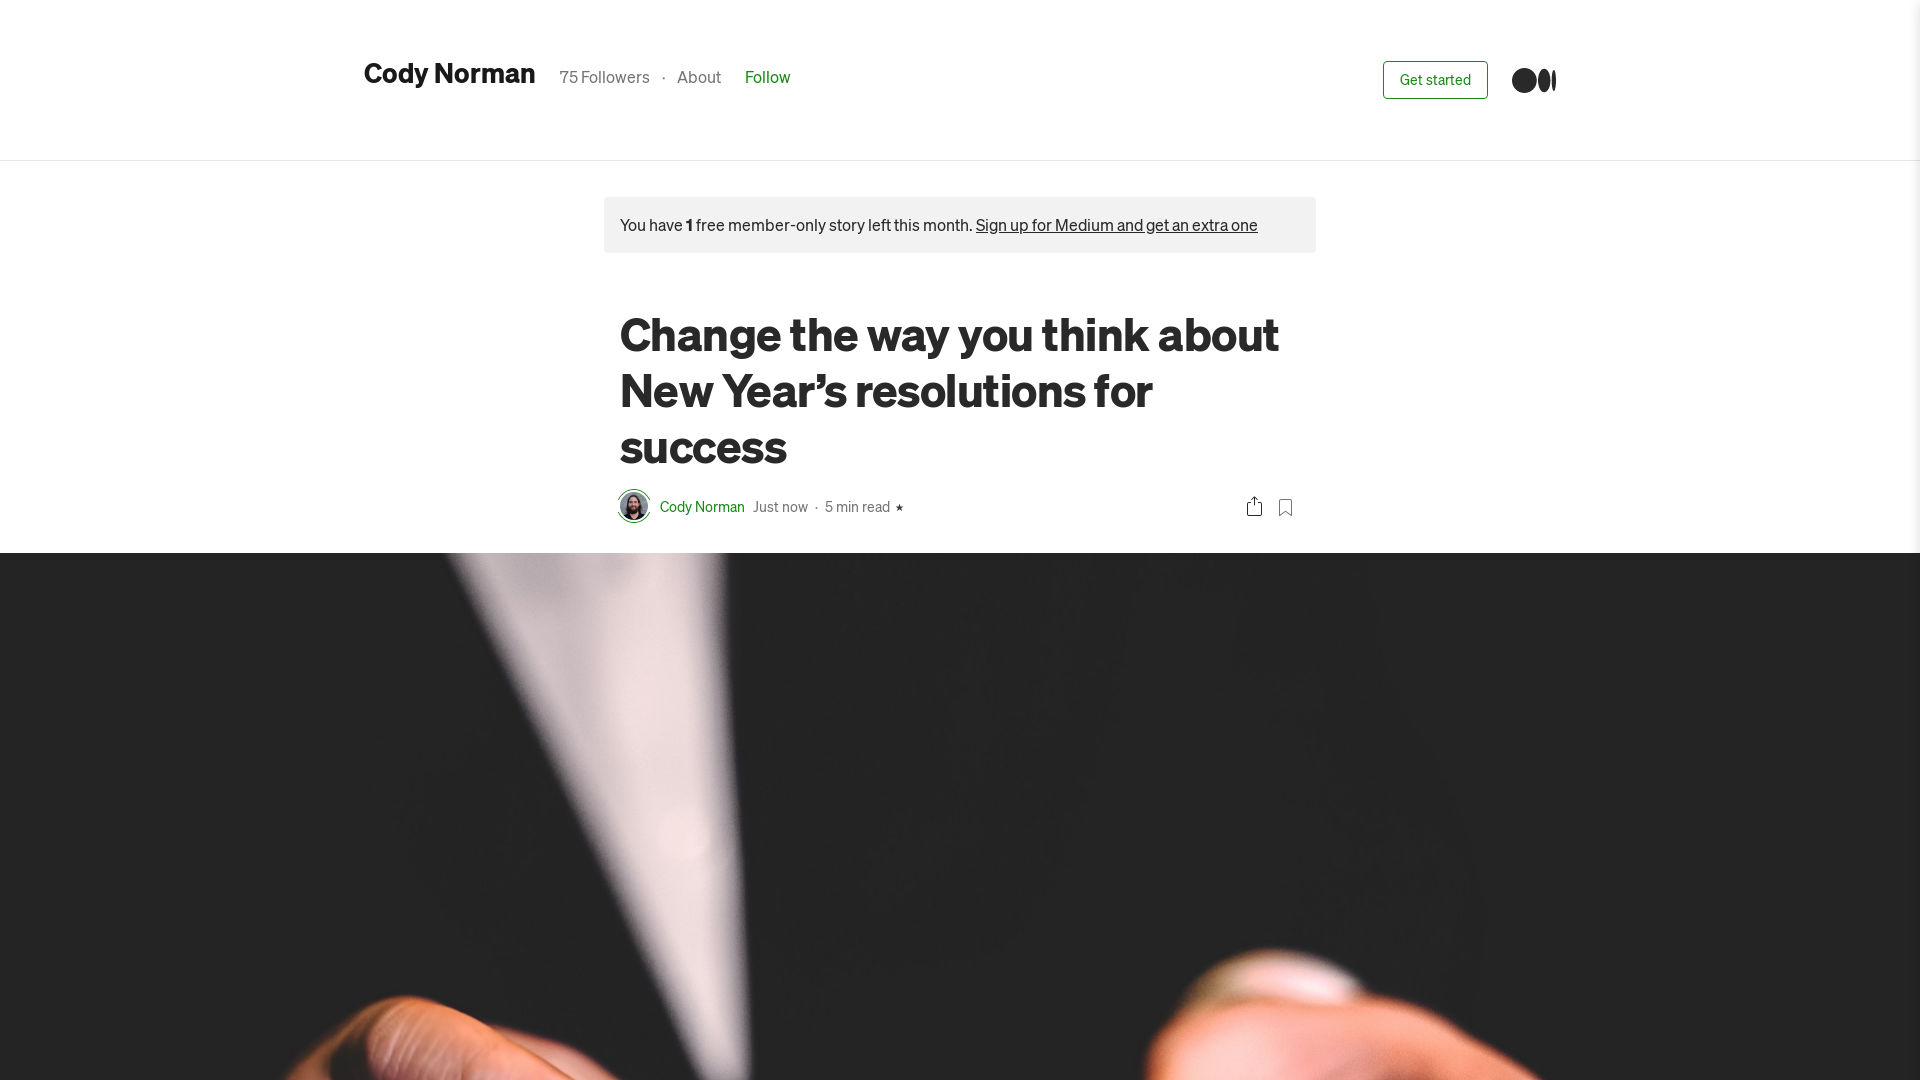 Cody Norman 75 Followers · About Follow Get started
You have 1 free member-only story left this month. Sign up for Medium and get an extra one
Change the way you think about
New Year’s resolutions for
success
Cody Norman Just now · 5 min read ★